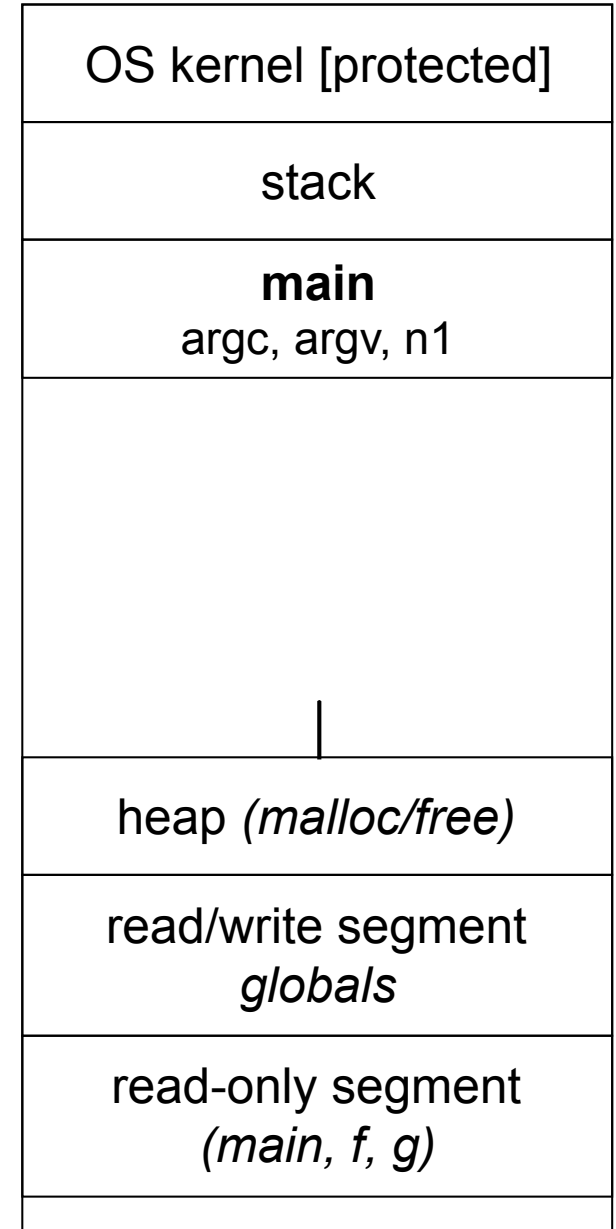 OS kernel [protected]
stack
main
argc, argv, n1
heap (malloc/free)
read/write segment
globals
read-only segment
(main, f, g)